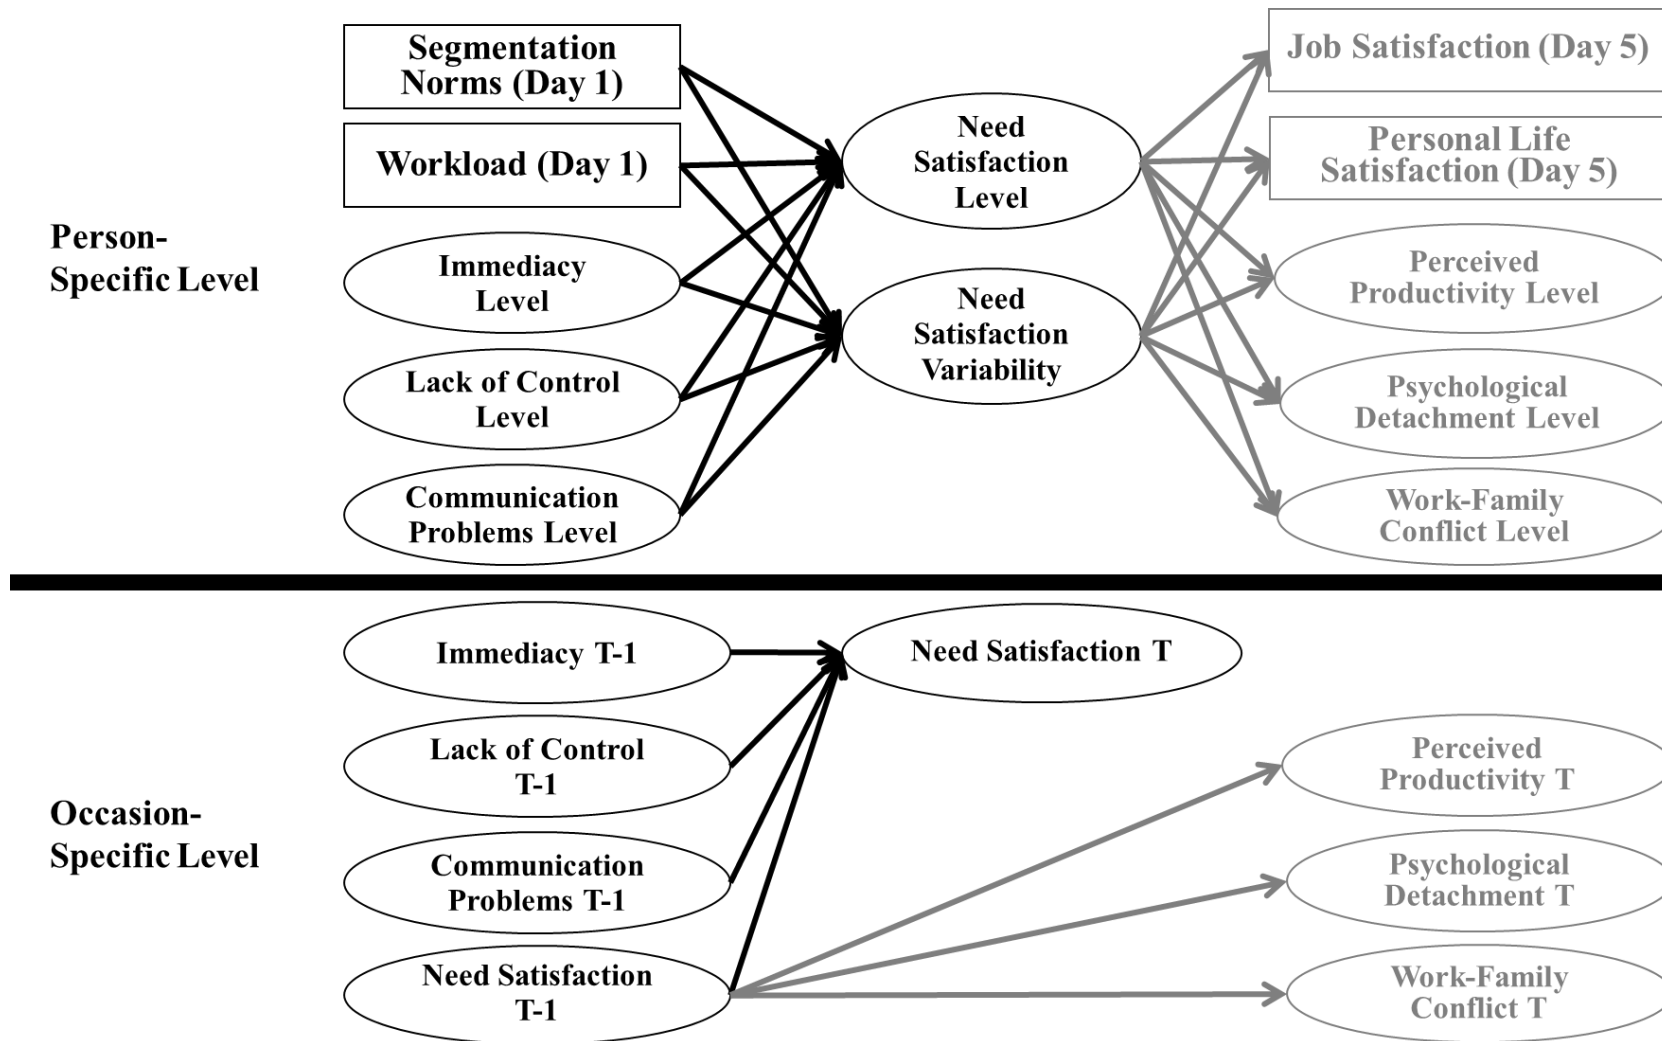 Segmentation
Norms (Day 1)
Workload (Day 1)
Person-
Specific Level
Immediacy
Level
Lack of Control
Level
Communication
Problems Level
Need
Satisfaction
Level
Need
Satisfaction
Variability
Job Satisfaction (Day 5)
Personal Life
Satisfaction (Day 5)
Perceived
Productivity Level
Psychological
Detachment Level
Work-Family
Conflict Level
Occasion-
Specific Level
Immediacy T-1
Lack of Control
T-1
Communication
Problems T-1
Need Satisfaction
T-1
Need Satisfaction T
Perceived
Productivity T
Psychological
Detachment T
Work-Family
Conflict T